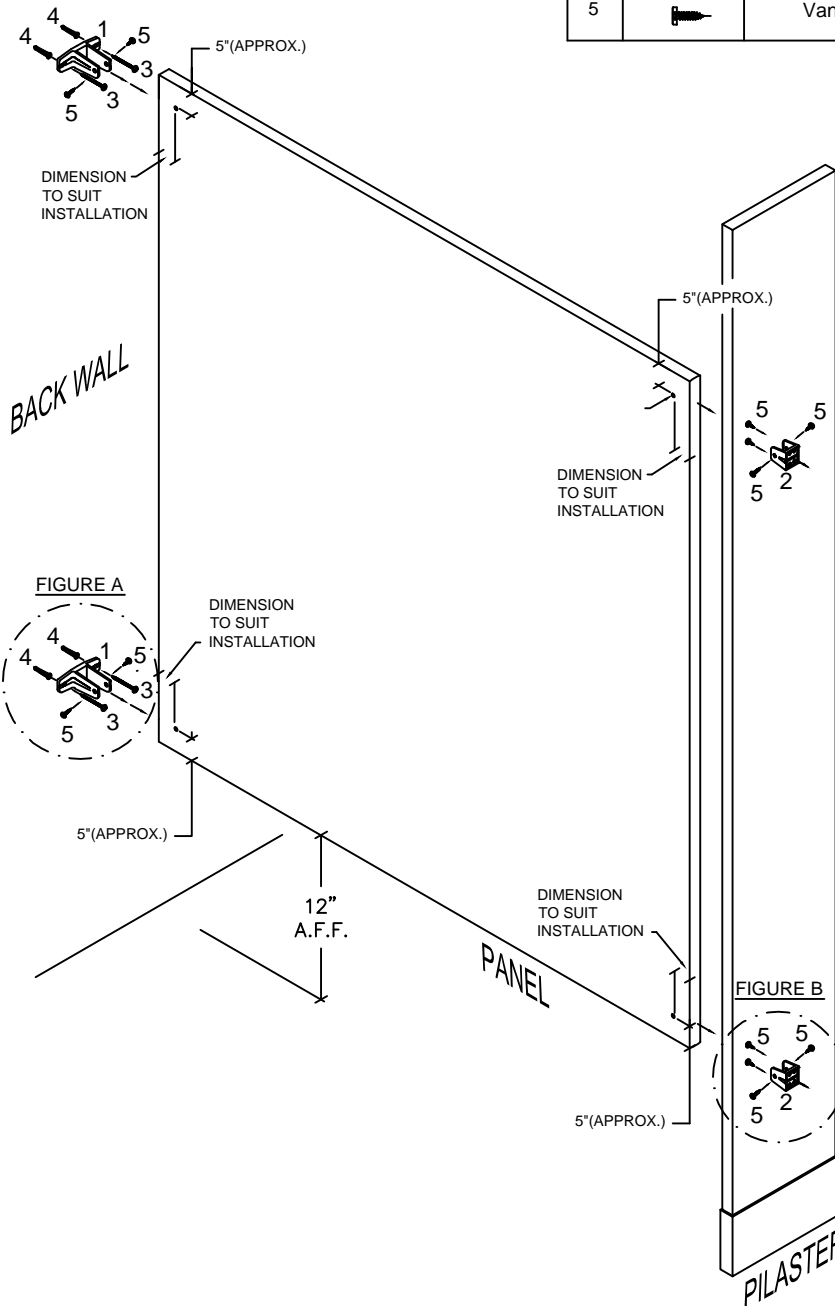 5
Van
4
1
5
4
3
3
5
5"(APPROX.)
DIMENSION
TO SUIT
INSTALLATION
5"(APPROX.)
BACK WALL
5
5
5
2
DIMENSION
TO SUIT
INSTALLATION
FIGURE A
4
1
5
4
3
3
5
DIMENSION
TO SUIT
INSTALLATION
5"(APPROX.)
12"
A.F.F.
DIMENSION
TO SUIT
INSTALLATION
PANEL
FIGURE B
5
5
5
2
5"(APPROX.)
PILASTER